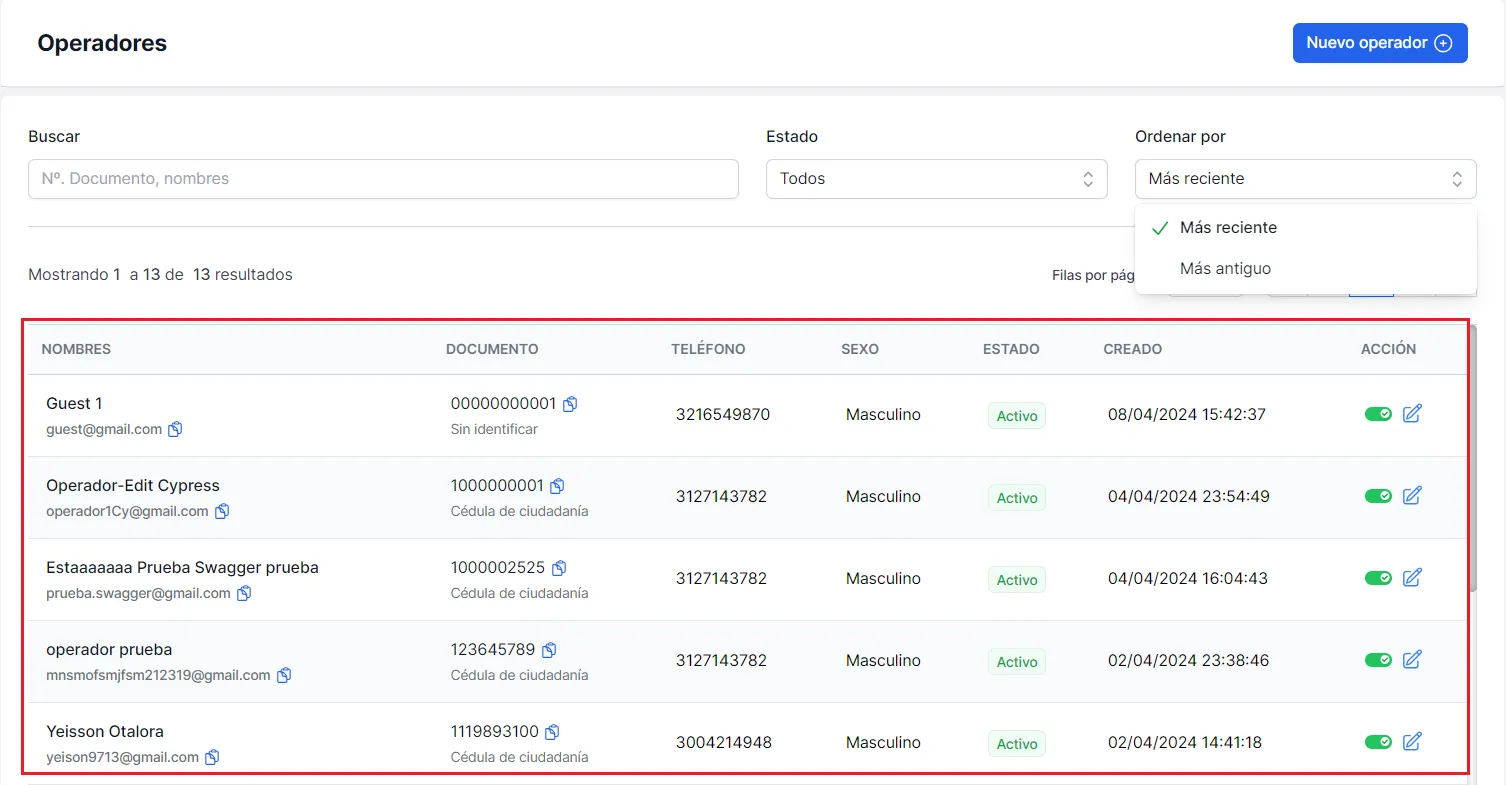 Operadores
Nuevo operador
Buscar
Estado
Ordenar por
Nº. Documento, nombres
Todos
Más reciente
Más reciente
Más antiguo
Mostrando 1 a 13 de 13 resultados
Filas por pág
NOMBRES DOCUMENTO TELÉFONO SEXO ESTADO CREADO ACCIÓN
Guest 1 00000000001 3216549870 Masculino Activo 08/04/2024 15:42:37
guest@gmail.com Sin identificar
Operador-Edit Cypress 1000000001 3127143782 Masculino Activo 04/04/2024 23:54:49
operador1Cy@gmail.com Cédula de ciudadanía
Estaaaaaaa Prueba Swagger prueba 1000002525 3127143782 Masculino Activo 04/04/2024 16:04:43
prueba.swagger@gmail.com Cédula de ciudadanía
operador prueba 123645789 3127143782 Masculino Activo 02/04/2024 23:38:46
mnsmofsmjfsm212319@gmail.com Cédula de ciudadanía
Yeisson Otalora 1119893100 3004214948 Masculino Activo 02/04/2024 14:41:18
yeison9713@gmail.com Cédula de ciudadanía